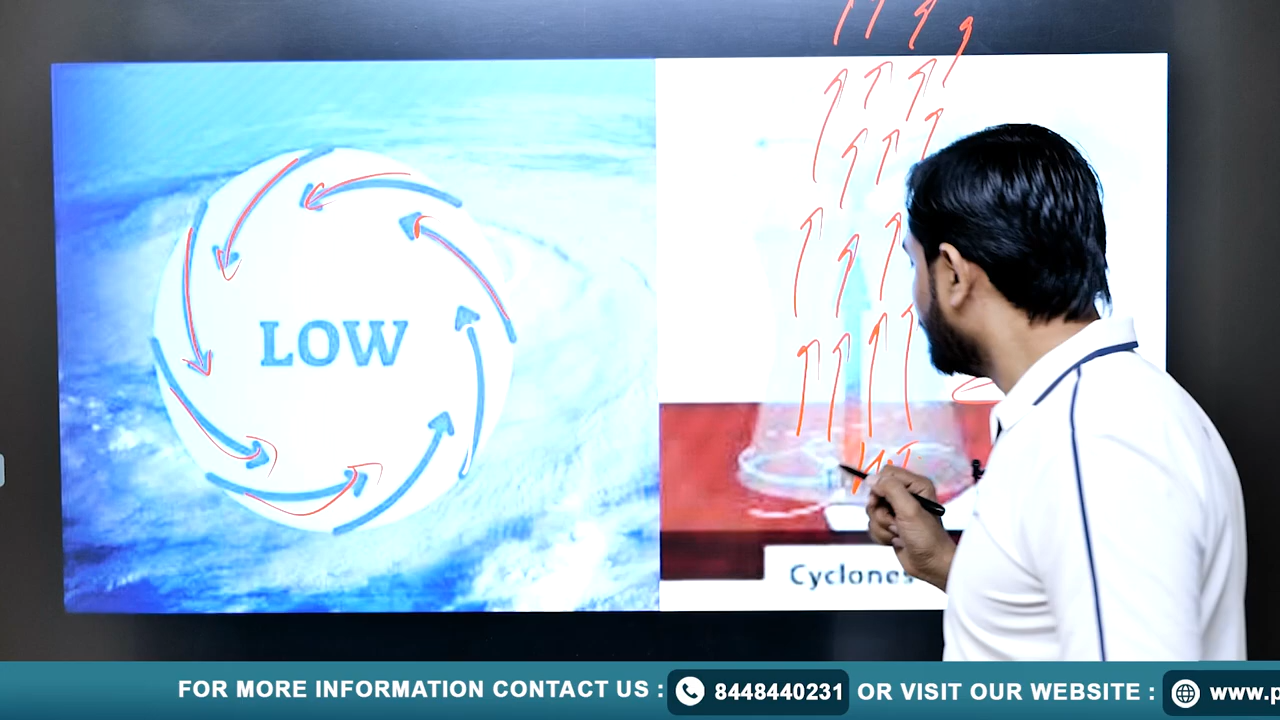 LOW
Cyclones
FOR MORE INFORMATION CONTACT US : 8448440231 OR VISIT OUR WEBSITE : www.p